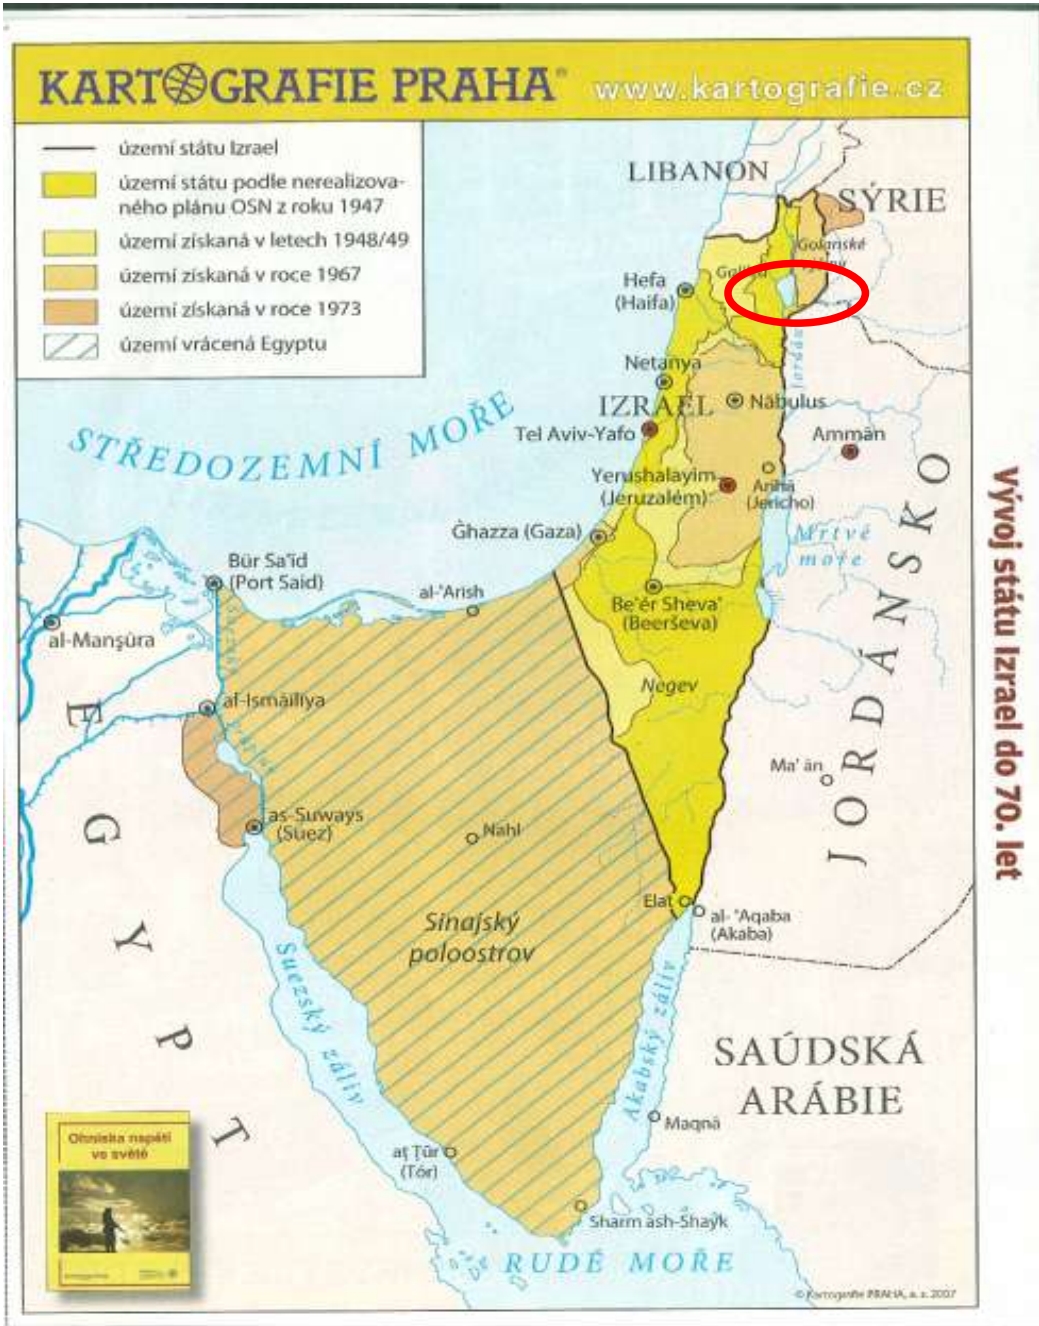 KARTOGRAFIE PRAHA®
www.kartografie.cz
území státu Izrael
území státu podle nerealizova-
ného plánu OSN z roku 1947
území získaná v letech 1948/49
území získaná v roce 1967
území získaná v roce 1973
území vrácená Egyptu
LIBANON
SÝRIE
Golanské
Hefa
(Haifa)
Netanya
IZRAEL
Nābulus
STŘEDOZEMNÍ MOŘE
Tel Aviv-Yafo
Ammān
Yerushalayim
(Jeruzalém)
Arīhā
(Jericho)
Jordán
Ghazza (Gaza)
Mrtvé
moře
Būr Sa'īd
(Port Said)
al-'Arish
Be'ér Sheva'
(Beerševa)
al-Manşūra
Negev
al-Ismāīlīya
JORDÁNSKO
Ma'ān
as-Suways
(Suez)
Nahl
EGYPT
Elat
al-'Aqaba
(Akaba)
Sinajský
poloostrov
Suezský záliv
Akabský záliv
SAÚDSKÁ
ARÁBIE
Maqnā
aţ Ţūr
(Tór)
Sharm ash-Shaykh
RUDÉ MOŘE
Ohniska napětí
ve světě
© Kartografie PRAHA, a. s. 2007
Vývoj státu Izrael do 70. let